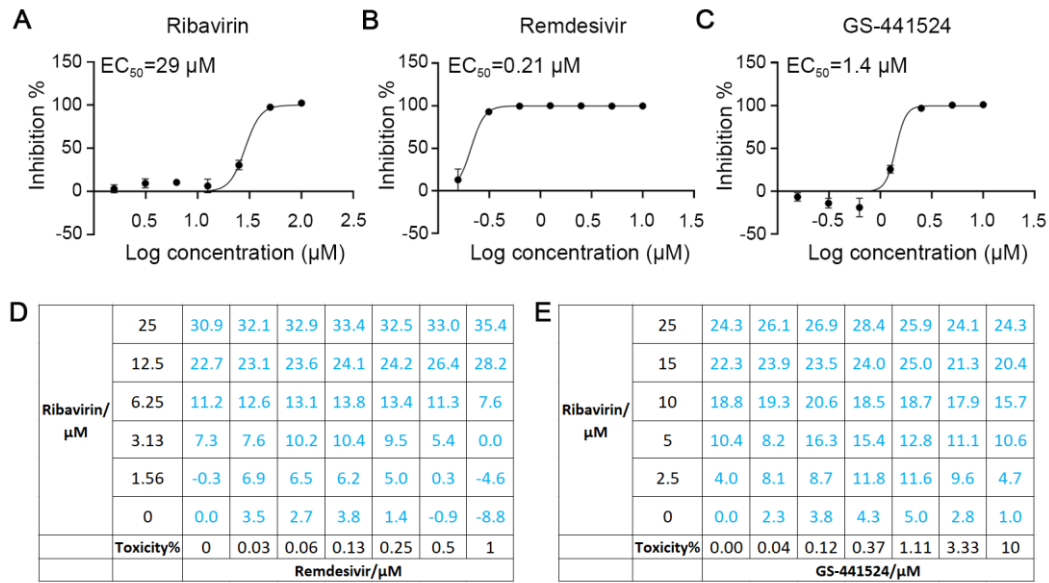 A
Ribavirin
EC50=29 µM
Inhibition %
150
100
50
0
-50
0.5
1.0
1.5
2.0
2.5
Log concentration (µM)
B
Remdesivir
EC50=0.21 µM
Inhibition %
150
100
50
0
-50
-0.5
0
0.5
1.0
1.5
Log concentration (µM)
C
GS-441524
EC50=1.4 µM
Inhibition %
150
100
50
0
-50
-0.5
0
0.5
1.0
1.5
Log concentration (µM)
D
Ribavirin/
µM
25 30.9 32.1 32.9 33.4 32.5 33.0 35.4
12.5 22.7 23.1 23.6 24.1 24.2 26.4 28.2
6.25 11.2 12.6 13.1 13.8 13.4 11.3 7.6
3.13 7.3 7.6 10.2 10.4 9.5 5.4 0.0
1.56 -0.3 6.9 6.5 6.2 5.0 0.3 -4.6
0 0.0 3.5 2.7 3.8 1.4 -0.9 -8.8
Toxicity% 0 0.03 0.06 0.13 0.25 0.5 1
Remdesivir/µM
E
Ribavirin/
µM
25 24.3 26.1 26.9 28.4 25.9 24.1 24.3
15 22.3 23.9 23.5 24.0 25.0 21.3 20.4
10 18.8 19.3 20.6 18.5 18.7 17.9 15.7
5 10.4 8.2 16.3 15.4 12.8 11.1 10.6
2.5 4.0 8.1 8.7 11.8 11.6 9.6 4.7
0 0.0 2.3 3.8 4.3 5.0 2.8 1.0
Toxicity% 0.00 0.04 0.12 0.37 1.11 3.33 10
GS-441524/µM